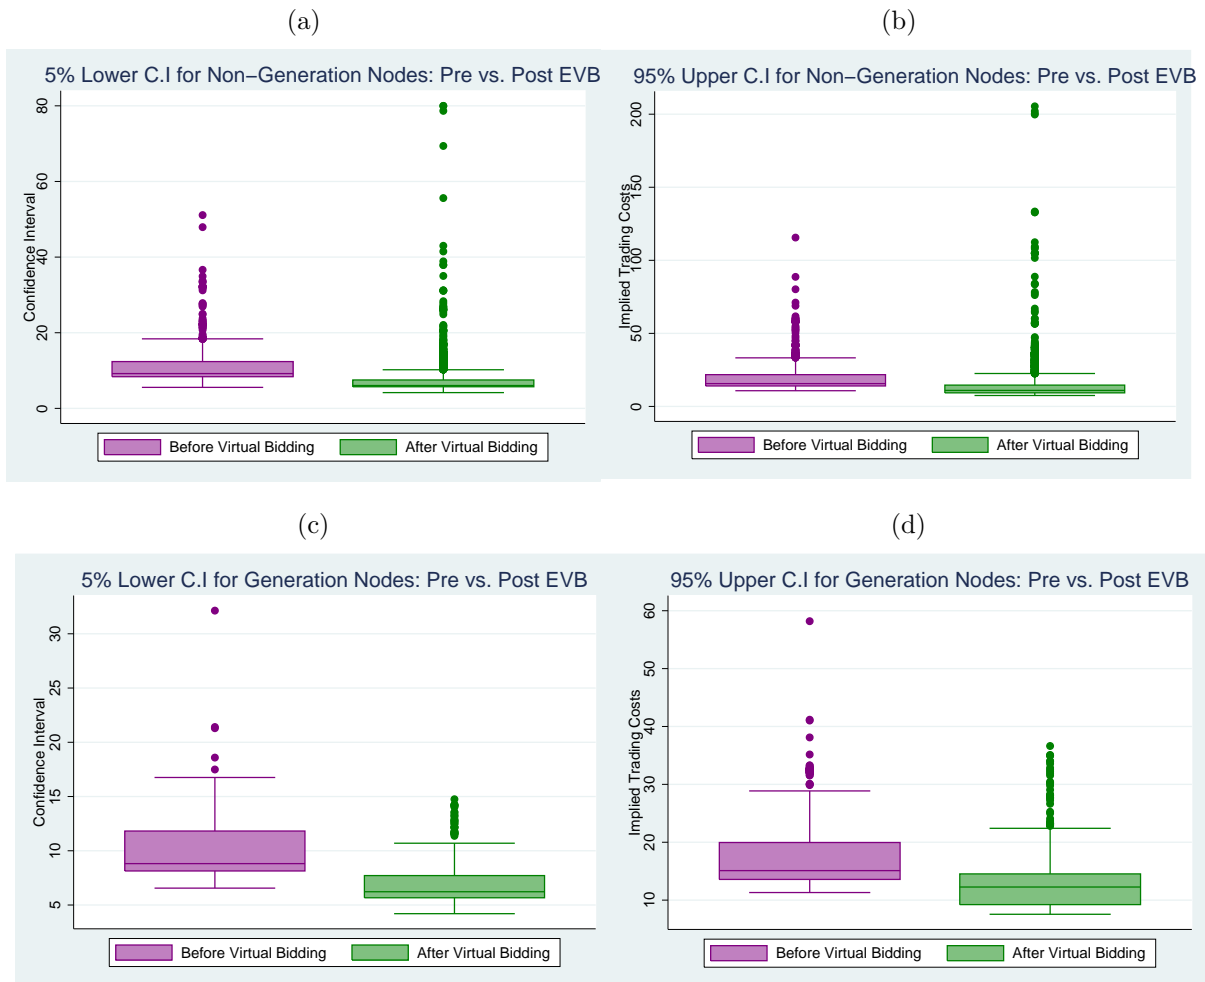 (a)
5% Lower C.I for Non−Generation Nodes: Pre vs. Post EVB
Confidence Interval
80
60
40
20
0
Before Virtual Bidding
After Virtual Bidding
(b)
95% Upper C.I for Non−Generation Nodes: Pre vs. Post EVB
Implied Trading Costs
200
150
100
50
0
Before Virtual Bidding
After Virtual Bidding
(c)
5% Lower C.I for Generation Nodes: Pre vs. Post EVB
Confidence Interval
30
25
20
15
10
5
Before Virtual Bidding
After Virtual Bidding
(d)
95% Upper C.I for Generation Nodes: Pre vs. Post EVB
Implied Trading Costs
60
50
40
30
20
10
Before Virtual Bidding
After Virtual Bidding